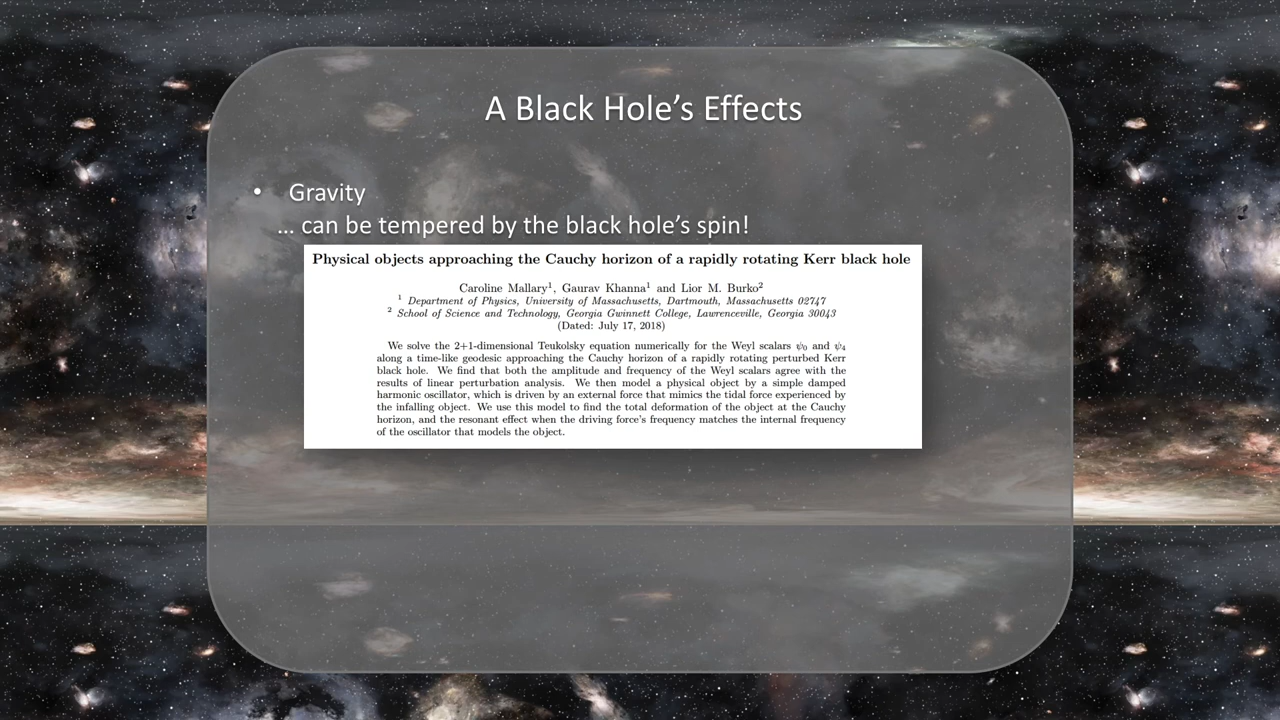 A Black Hole’s Effects
• Gravity
... can be tempered by the black hole’s spin!
Physical objects approaching the Cauchy horizon of a rapidly rotating Kerr black hole
Caroline Mallary¹, Gaurav Khanna¹ and Lior M. Burko²
¹ Department of Physics, University of Massachusetts, Dartmouth, Massachusetts 02747
² School of Science and Technology, Georgia Gwinnett College, Lawrenceville, Georgia 30043
(Dated: July 17, 2018)
We solve the 2+1-dimensional Teukolsky equation numerically for the Weyl scalars ψ₀ and ψ₄
along a time-like geodesic approaching the Cauchy horizon of a rapidly rotating perturbed Kerr
black hole. We find that both the amplitude and frequency of the Weyl scalars agree with the
results of linear perturbation analysis. We then model a physical object by a simple damped
harmonic oscillator, which is driven by an external force that mimics the tidal force experienced by
the infalling object. We use this model to find the total deformation of the object at the Cauchy
horizon, and the resonant effect when the driving force’s frequency matches the internal frequency
of the oscillator that models the object.